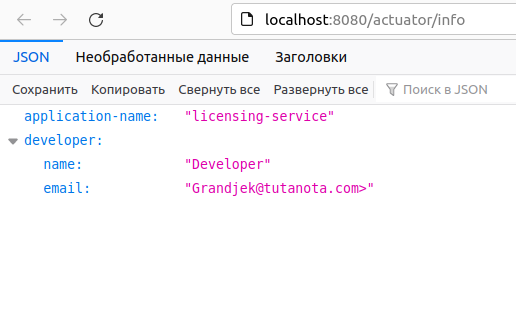 localhost:8080/actuator/info
JSON Необработанные данные Заголовки
Сохранить Копировать Свернуть все Развернуть все Поиск в JSON
application-name: "licensing-service"
developer:
name: "Developer"
email: "Grandjek@tutanota.com>"